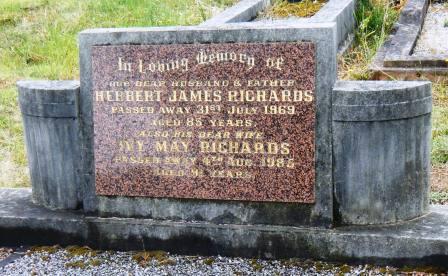 In Loving Memory of
OUR DEAR HUSBAND & FATHER
HERBERT JAMES RICHARDS
PASSED AWAY 31ST JULY 1969
AGED 85 YEARS
ALSO HIS DEAR WIFE
IVY MAY RICHARDS
PASSED AWAY 4TH AUG. 1985
AGED 91 YEARS